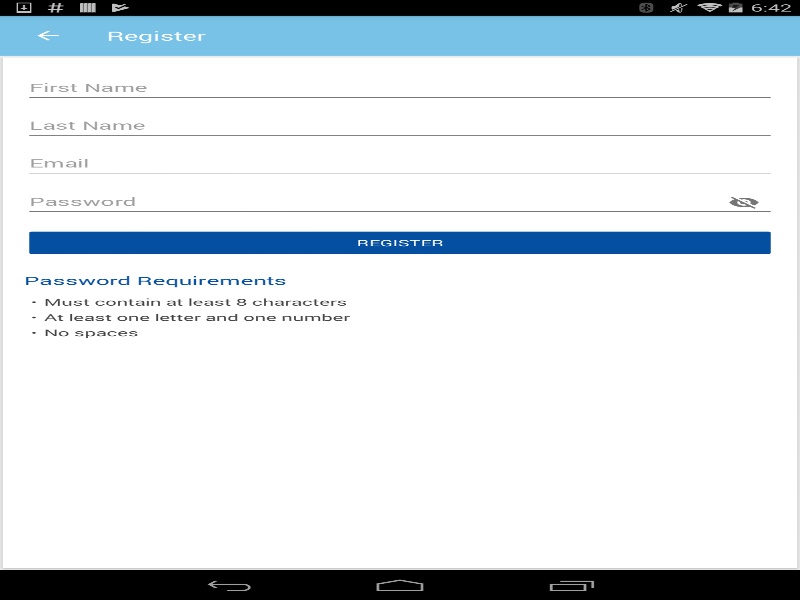 6:42
Register
First Name
Last Name
Email
Password
REGISTER
Password Requirements
· Must contain at least 8 characters
· At least one letter and one number
· No spaces